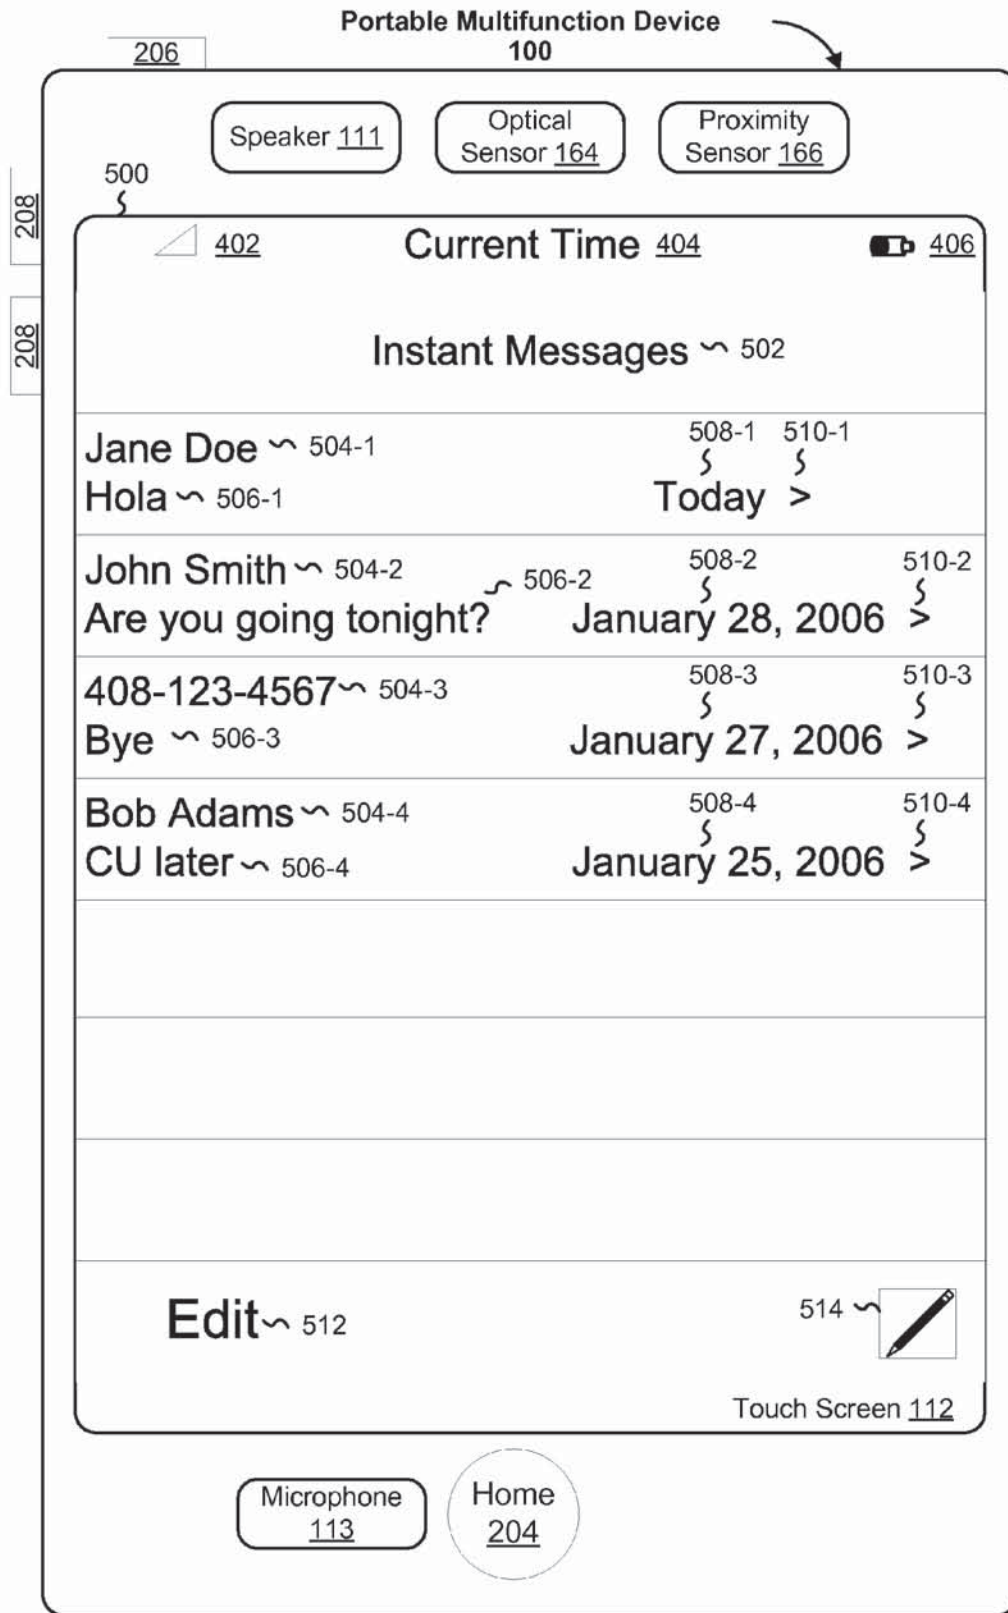 Portable Multifunction Device
100
206
Speaker 111
Optical
Sensor 164
Proximity
Sensor 166
500
208
208
402 Current Time 404 406
Instant Messages 502
Jane Doe 504-1 508-1 510-1
Hola 506-1 Today >
John Smith 504-2 506-2 508-2 510-2
Are you going tonight? January 28, 2006 >
408-123-4567 504-3 508-3 510-3
Bye 506-3 January 27, 2006 >
Bob Adams 504-4 508-4 510-4
CU later 506-4 January 25, 2006 >
Edit 512 514
Touch Screen 112
Microphone
113
Home
204